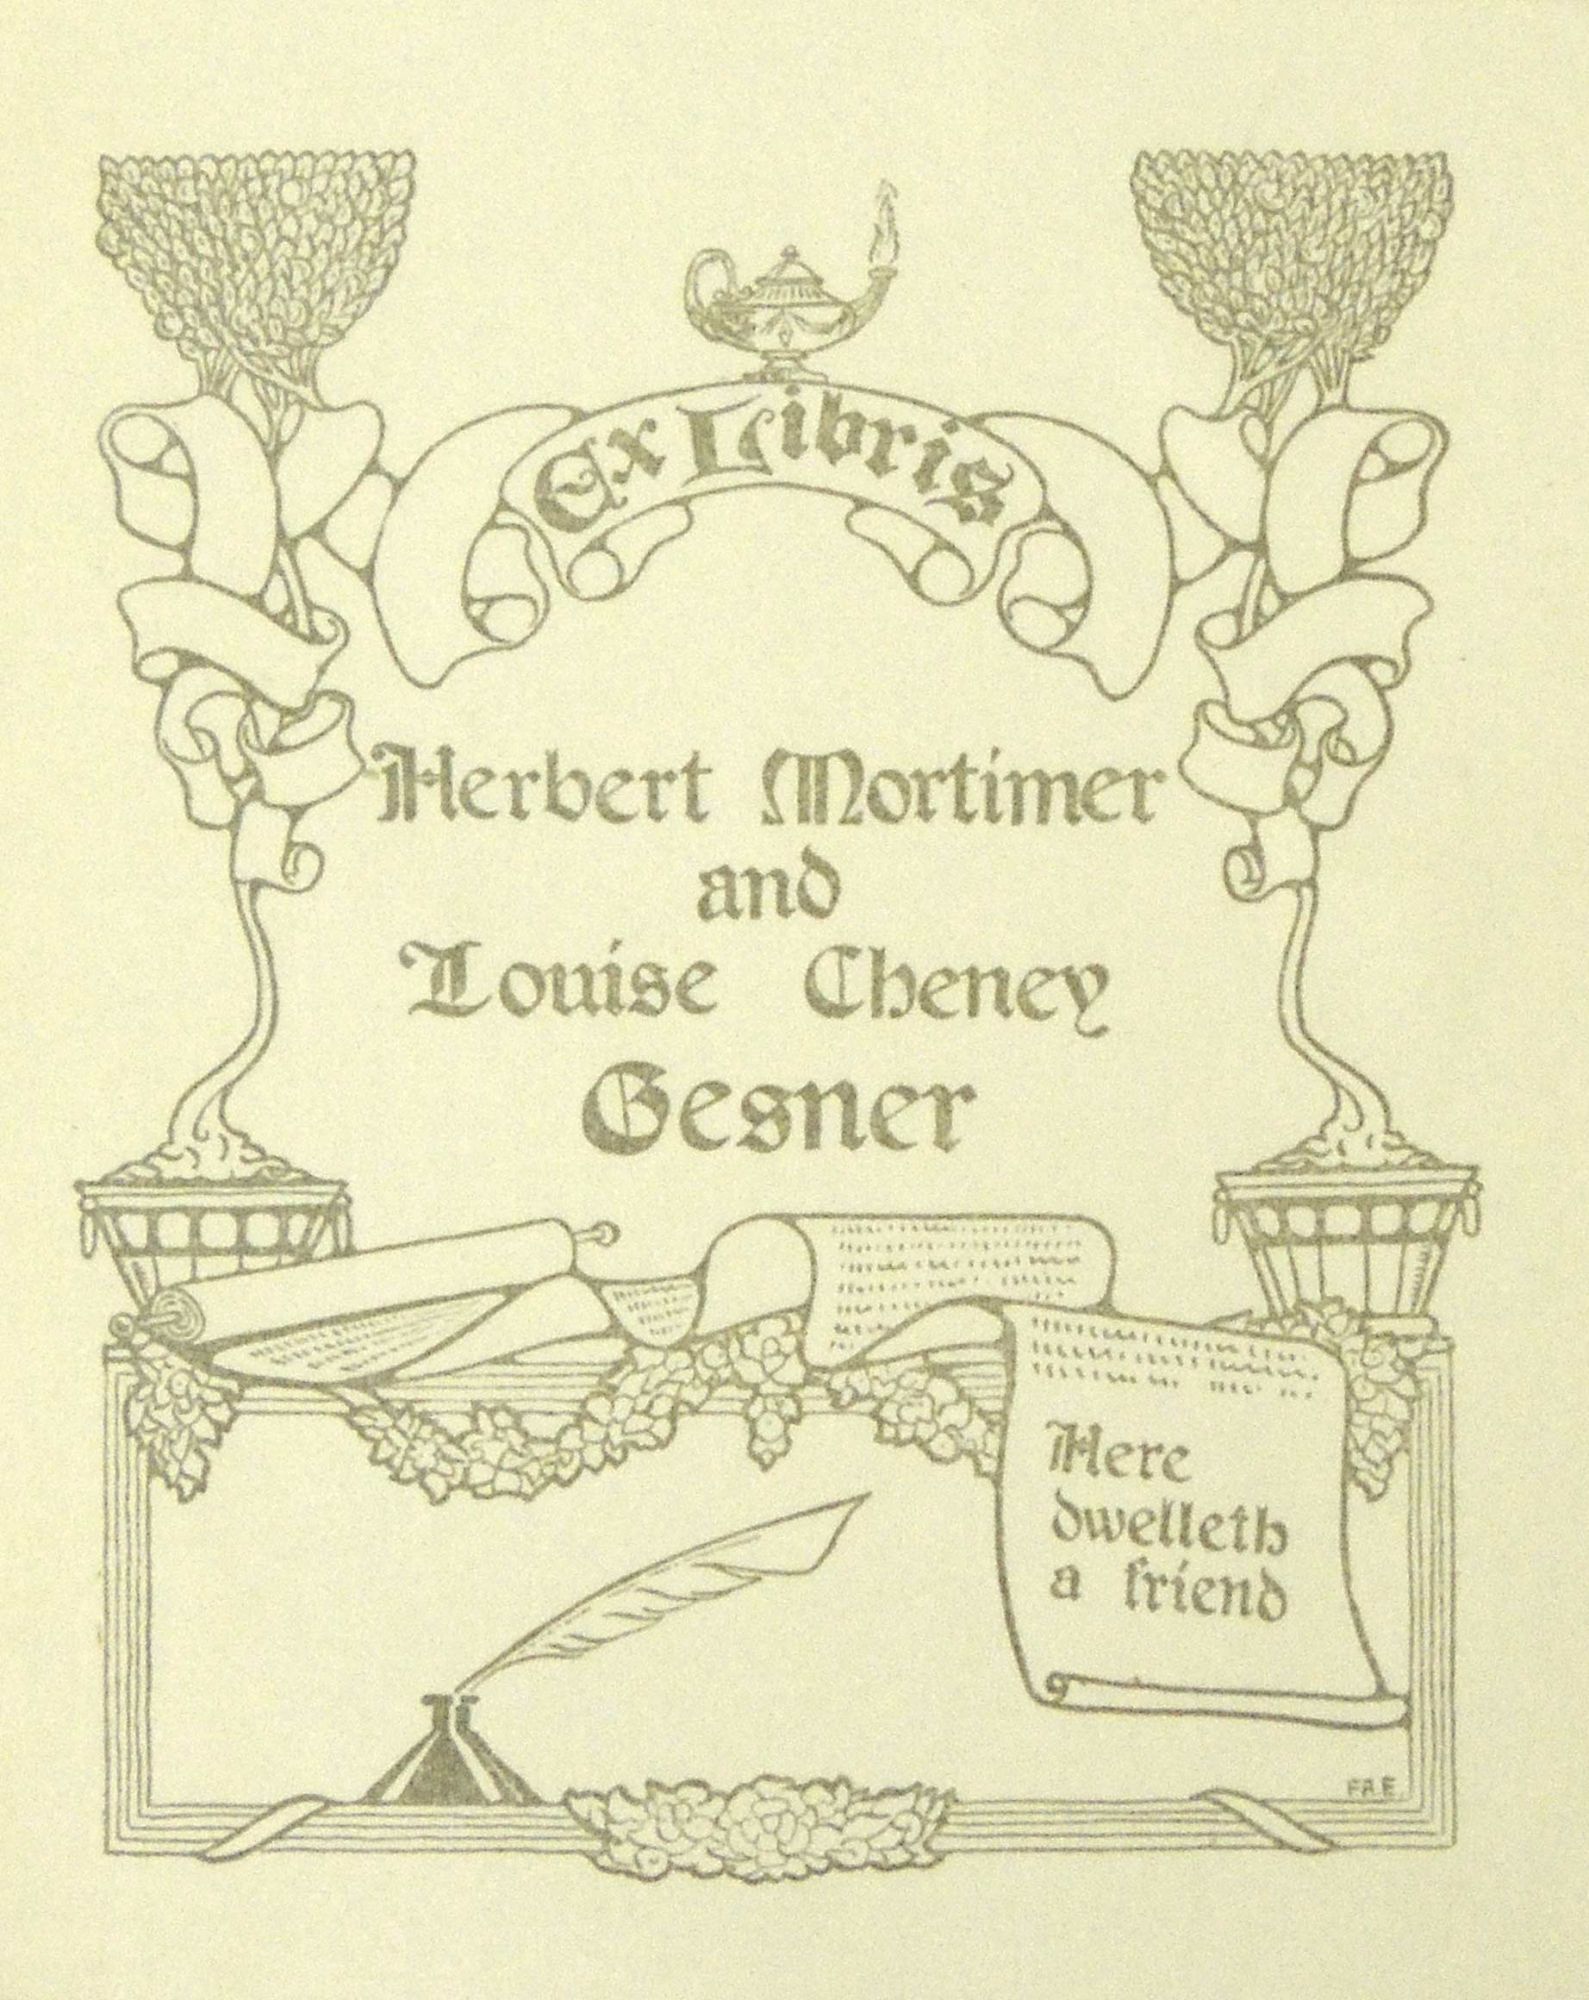 Ex Libris
Herbert Mortimer
and
Louise Cheney
Gesner
Here
dwelleth
a friend
FAE